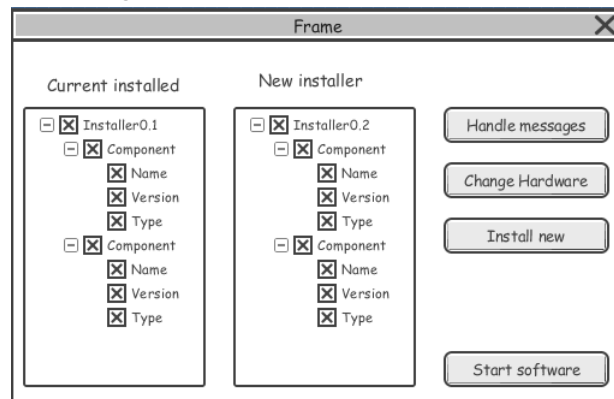 Frame
Current installed
New installer
Installer0.1
Component
Name
Version
Type
Component
Name
Version
Type
Installer0.2
Component
Name
Version
Type
Component
Name
Version
Type
Handle messages
Change Hardware
Install new
Start software